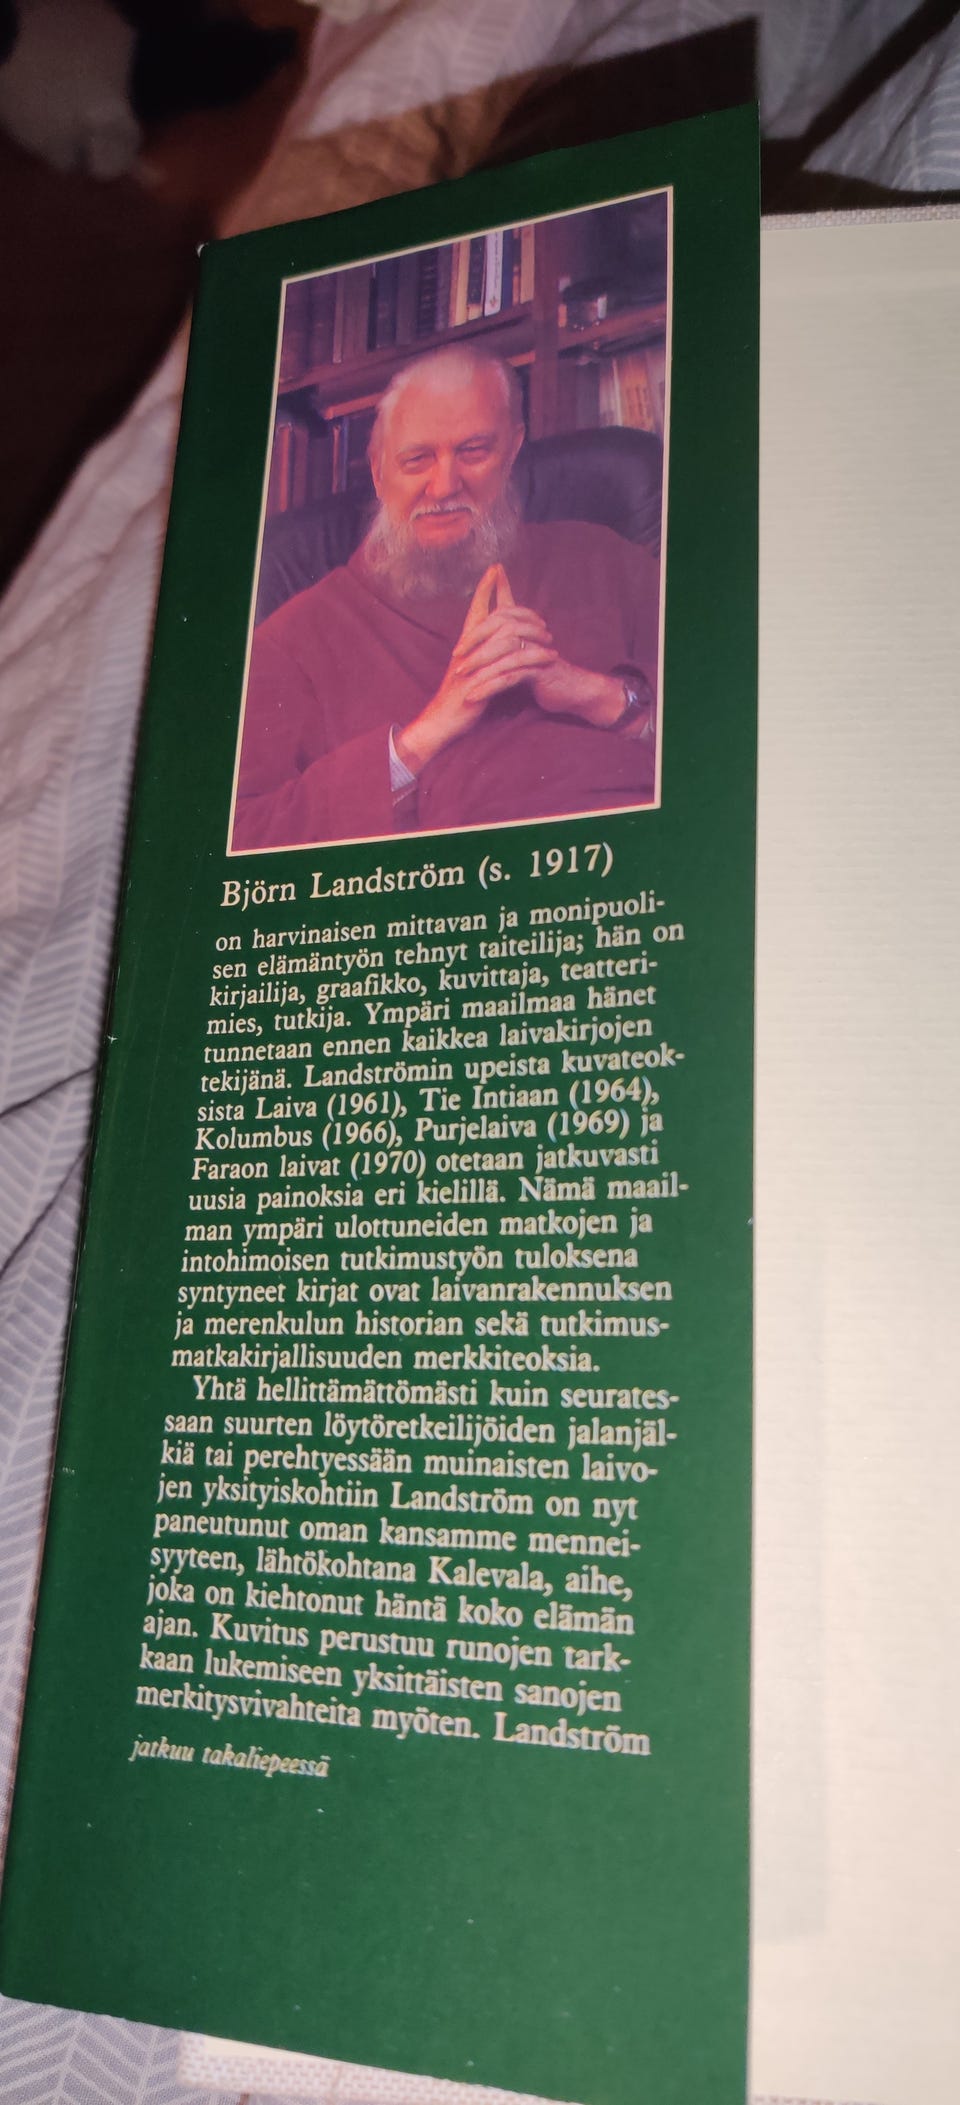 Björn Landström (s. 1917)
on harvinaisen mittavan ja monipuoli-
sen elämäntyön tehnyt taiteilija; hän on
kirjailija, graafikko, kuvittaja, teatteri-
mies, tutkija. Ympäri maailmaa hänet
tunnetaan ennen kaikkea laivakirjojen
tekijänä. Landströmin upeista kuvateok-
sista Laiva (1961), Tie Intiaan (1964),
Kolumbus (1966), Purjelaiva (1969) ja
Faraon laivat (1970) otetaan jatkuvasti
uusia painoksia eri kielillä. Nämä maail-
man ympäri ulottuneiden matkojen ja
intohimoisen tutkimustyön tuloksena
syntyneet kirjat ovat laivanrakennuksen
ja merenkulun historian sekä tutkimus-
matkakirjallisuuden merkkiteoksia.
Yhtä hellittämättömästi kuin seurates-
saan suurten löytöretkeilijöiden jalanjäl-
kiä tai perehtyessään muinaisten laivo-
jen yksityiskohtiin Landström on nyt
paneutunut oman kansamme mennei-
syyteen, lähtökohtana Kalevala, aihe,
joka on kiehtonut häntä koko elämän
ajan. Kuvitus perustuu runojen tark-
kaan lukemiseen yksittäisten sanojen
merkitysvivahteita myöten. Landström
jatkuu takaliepeessä